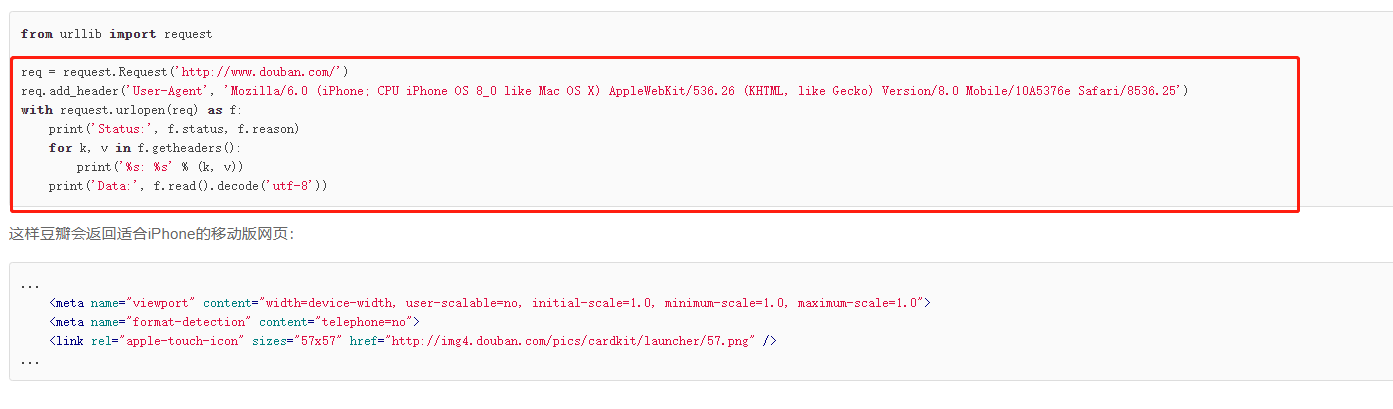 from urllib import request
req = request.Request('http://www.douban.com/')
req.add_header('User-Agent', 'Mozilla/6.0 (iPhone; CPU iPhone OS 8_0 like Mac OS X) AppleWebKit/536.26 (KHTML, like Gecko) Version/8.0 Mobile/10A5376e Safari/8536.25')
with request.urlopen(req) as f:
    print('Status:', f.status, f.reason)
    for k, v in f.getheaders():
        print('%s: %s' % (k, v))
    print('Data:', f.read().decode('utf-8'))
这样豆瓣会返回适合iPhone的移动版网页：
...
    <meta name="viewport" content="width=device-width, user-scalable=no, initial-scale=1.0, minimum-scale=1.0, maximum-scale=1.0">
    <meta name="format-detection" content="telephone=no">
    <link rel="apple-touch-icon" sizes="57x57" href="http://img4.douban.com/pics/cardkit/launcher/57.png" />
...